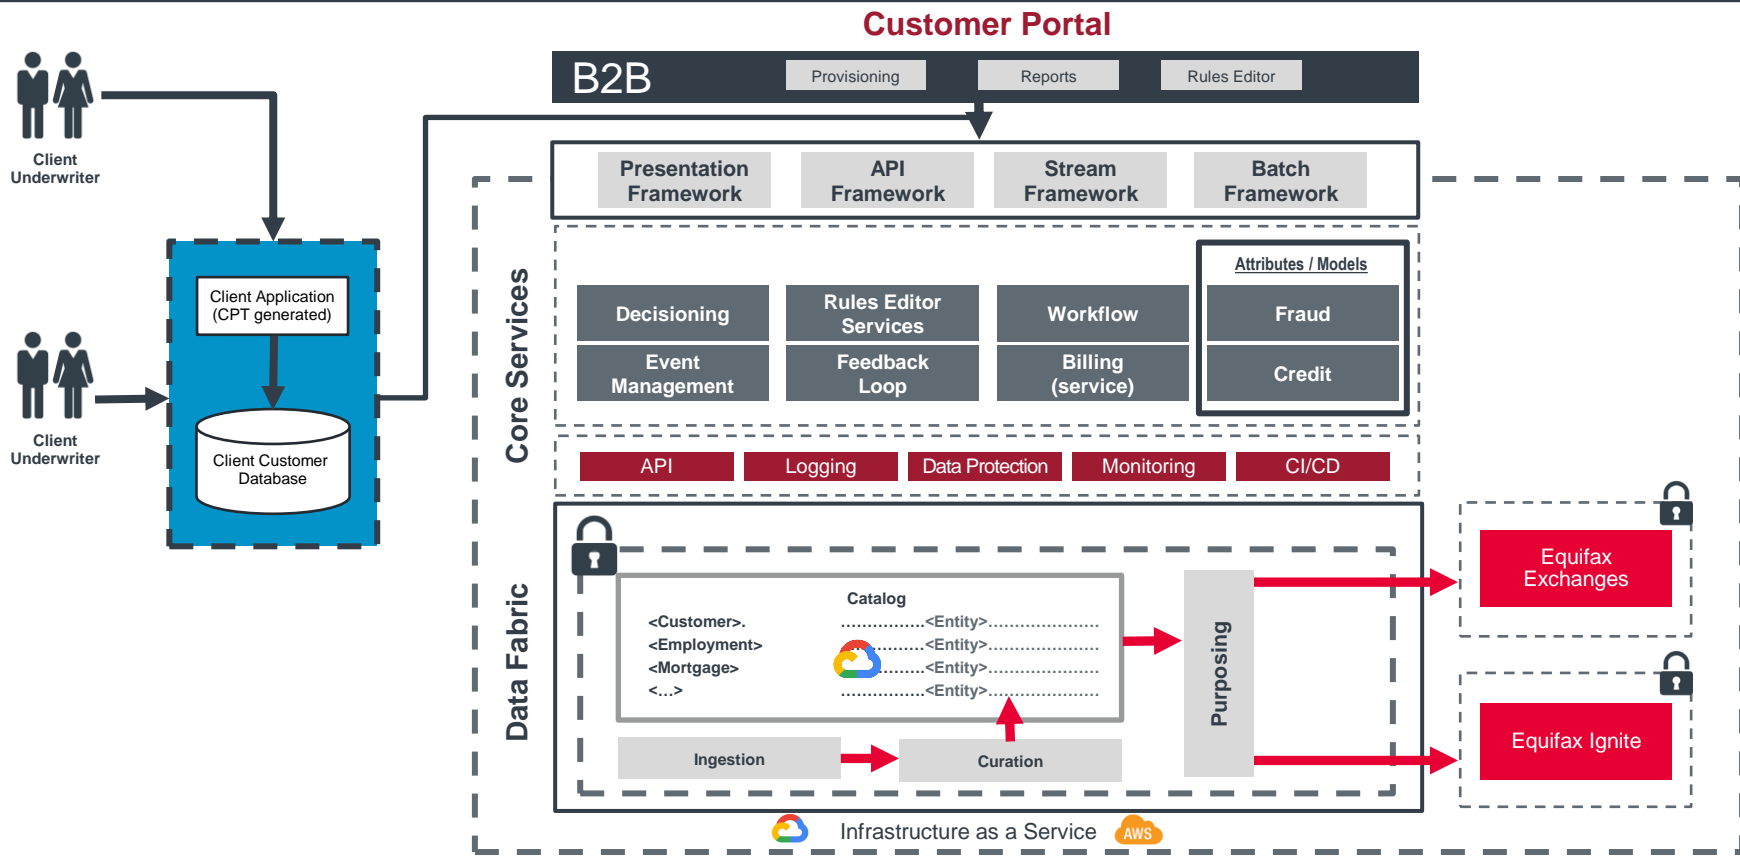 Customer Portal
B2B
Provisioning
Reports
Rules Editor
Client
Underwriter
Presentation
Framework
API
Framework
Stream
Framework
Batch
Framework
Client Application
(CPT generated)
Client Customer
Database
Client
Underwriter
Core Services
Attributes / Models
Decisioning
Rules Editor
Services
Workflow
Fraud
Event
Management
Feedback
Loop
Billing
(service)
Credit
API
Logging
Data Protection
Monitoring
CI/CD
Data Fabric
Catalog
<Customer>.
................<Entity>......................
<Employment>
................<Entity>......................
<Mortgage>
................<Entity>......................
<...>
................<Entity>......................
Ingestion
Curation
Purposing
Equifax
Exchanges
Equifax Ignite
Infrastructure as a Service
AWS